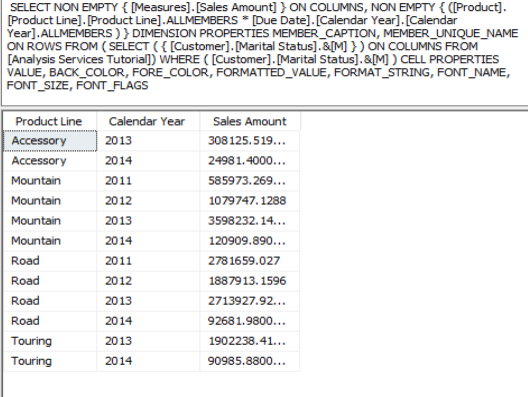 SELECT NON EMPTY { [Measures].[Sales Amount] } ON COLUMNS, NON EMPTY { ([Product].
[Product Line].[Product Line].ALLMEMBERS * [Due Date].[Calendar Year].[Calendar
Year].ALLMEMBERS ) } DIMENSION PROPERTIES MEMBER_CAPTION, MEMBER_UNIQUE_NAME
ON ROWS FROM ( SELECT ( { [Customer].[Marital Status].&[M] } ) ON COLUMNS FROM
[Analysis Services Tutorial]) WHERE ( [Customer].[Marital Status].&[M] ) CELL PROPERTIES
VALUE, BACK_COLOR, FORE_COLOR, FORMATTED_VALUE, FORMAT_STRING, FONT_NAME,
FONT_SIZE, FONT_FLAGS
Product Line Calendar Year Sales Amount
Accessory 2013 308125.519...
Accessory 2014 24981.4000...
Mountain 2011 585973.269...
Mountain 2012 1079747.1288
Mountain 2013 3598232.14...
Mountain 2014 120909.890...
Road 2011 2781659.027
Road 2012 1887913.1596
Road 2013 2713927.92...
Road 2014 92681.9800...
Touring 2013 1902238.41...
Touring 2014 90985.8800...